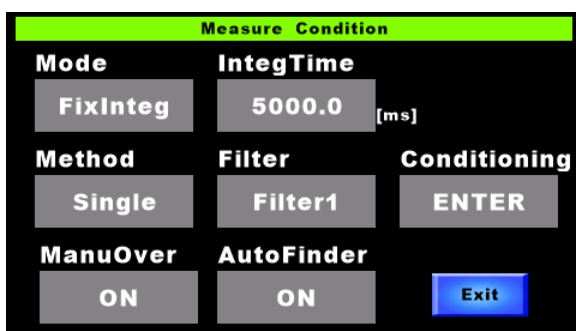 Measure Condition
Mode IntegTime
FixInteg 5000.0 [ms]
Method Filter Conditioning
Single Filter1 ENTER
ManuOver AutoFinder
ON ON Exit